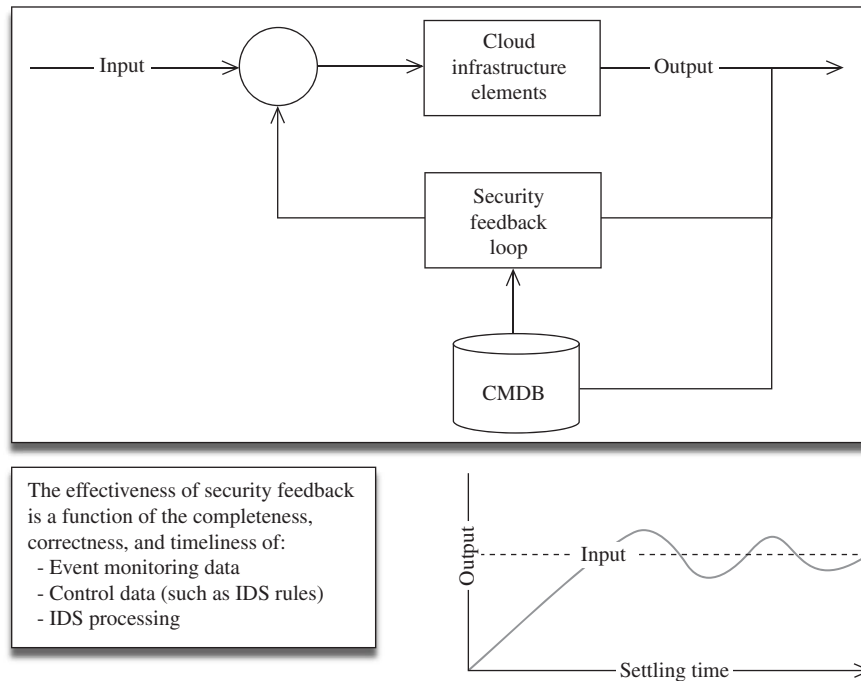 Input
Cloud
infrastructure
elements
Output
Security
feedback
loop
CMDB
The effectiveness of security feedback
is a function of the completeness,
correctness, and timeliness of:
- Event monitoring data
- Control data (such as IDS rules)
- IDS processing
Output
Input
Settling time